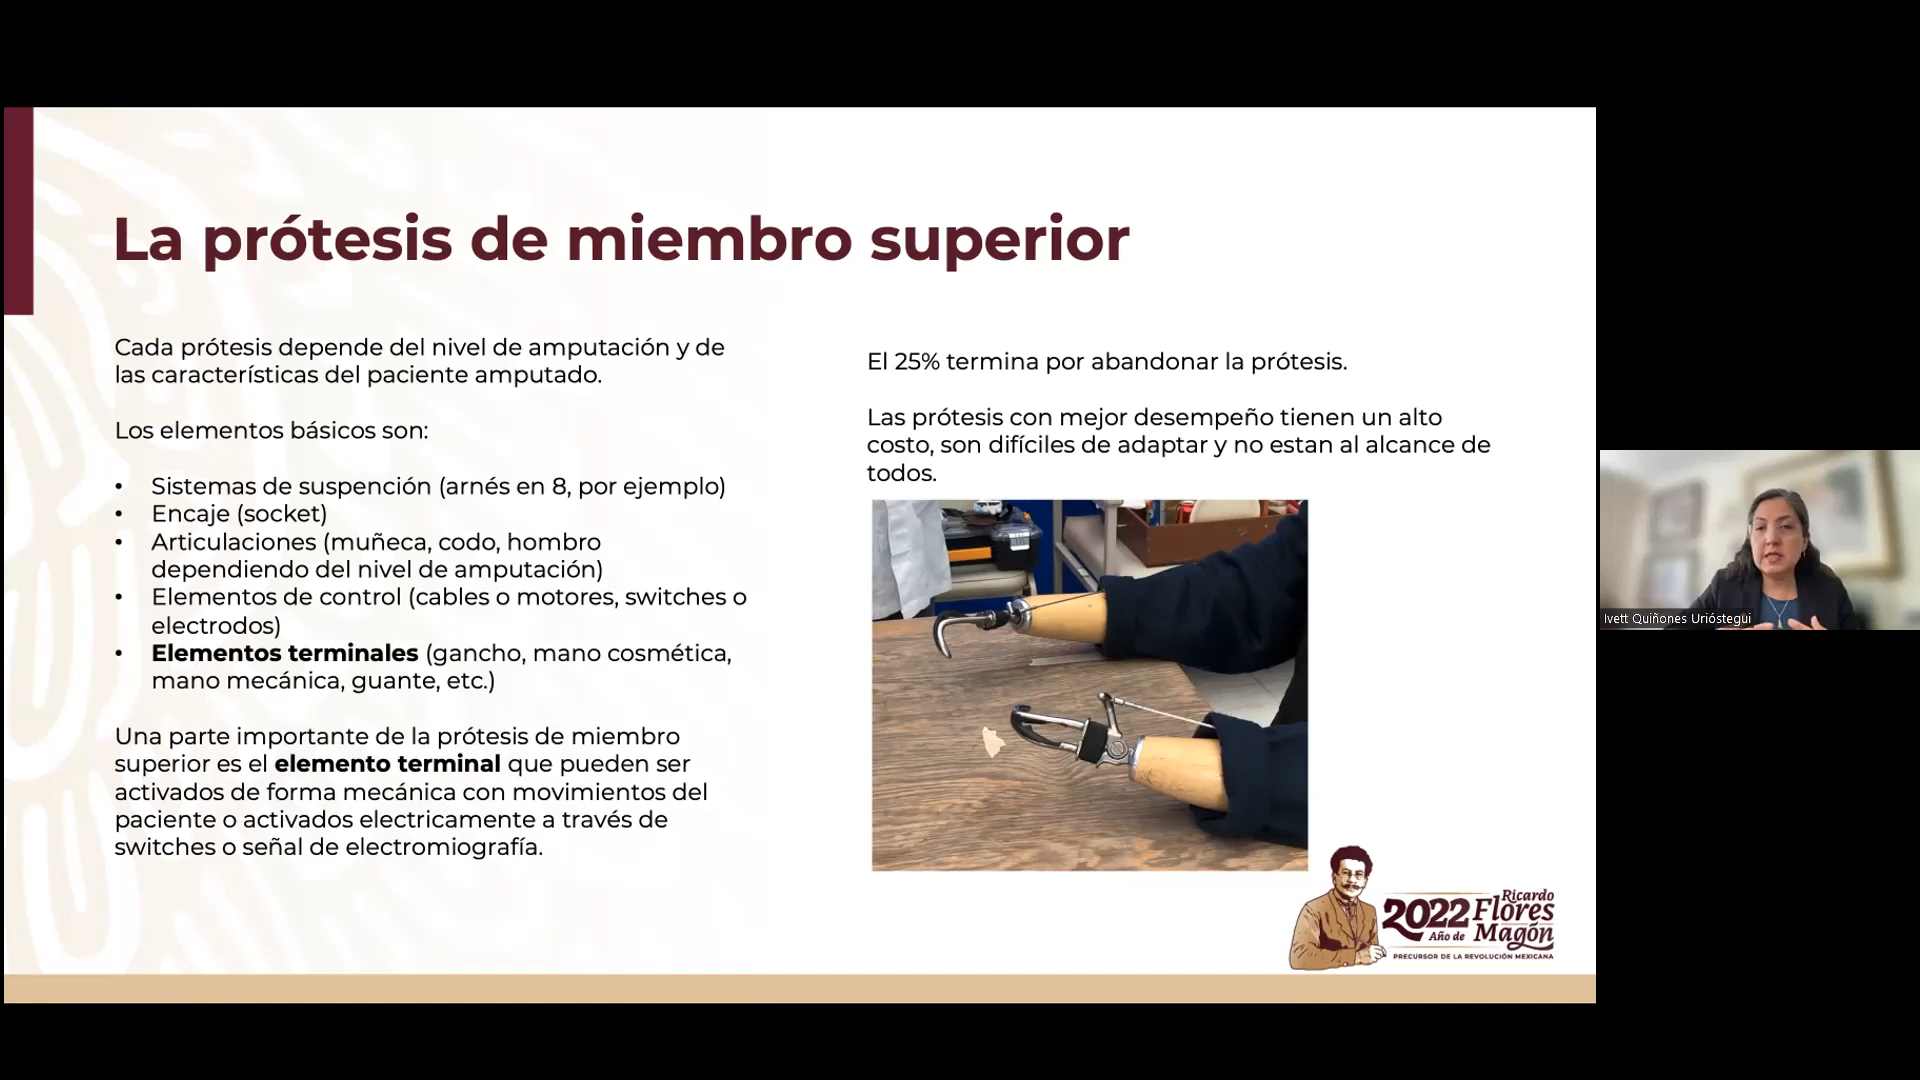 La prótesis de miembro superior
Cada prótesis depende del nivel de amputación y de
las características del paciente amputado.
Los elementos básicos son:
• Sistemas de suspención (arnés en 8, por ejemplo)
• Encaje (socket)
• Articulaciones (muñeca, codo, hombro
dependiendo del nivel de amputación)
• Elementos de control (cables o motores, switches o
electrodos)
• Elementos terminales (gancho, mano cosmética,
mano mecánica, guante, etc.)
Una parte importante de la prótesis de miembro
superior es el elemento terminal que pueden ser
activados de forma mecánica con movimientos del
paciente o activados electricamente a través de
switches o señal de electromiografía.
El 25% termina por abandonar la prótesis.
Las prótesis con mejor desempeño tienen un alto
costo, son difíciles de adaptar y no estan al alcance de
todos.
2022
Año de
Ricardo
Flores
Magón
PRECURSOR DE LA REVOLUCIÓN MEXICANA
Ivett Quiñones Urióstegui